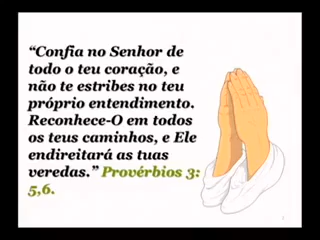 “Confia no Senhor de
todo o teu coração, e
não te estribes no teu
próprio entendimento.
Reconhece-O em todos
os teus caminhos, e Ele
endireitará as tuas
veredas.” Provérbios 3:
5,6.